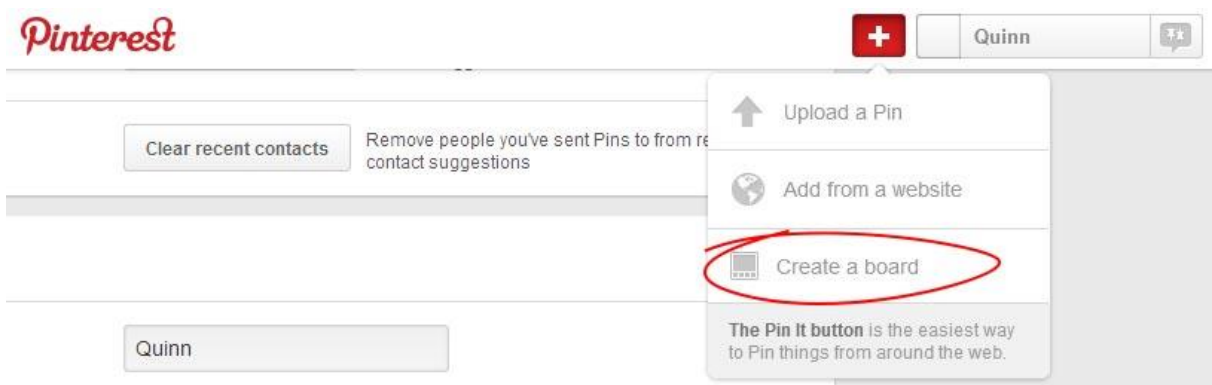 Pinterest
Quinn
Upload a Pin
Clear recent contacts
Remove people you've sent Pins to from
contact suggestions
Add from a website
Create a board
The Pin It button is the easiest way
to Pin things from around the web.
Quinn